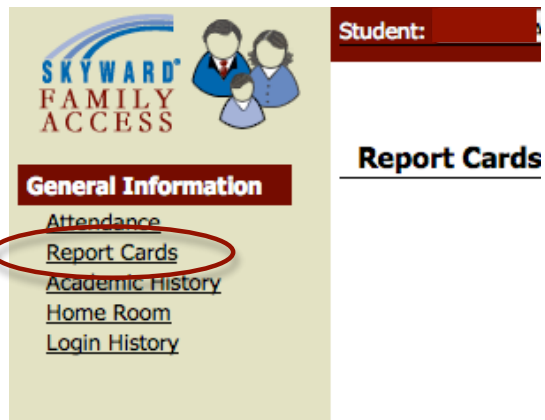 SKYWARD®
FAMILY
ACCESS
Student:
Report Cards
General Information
Attendance
Report Cards
Academic History
Home Room
Login History